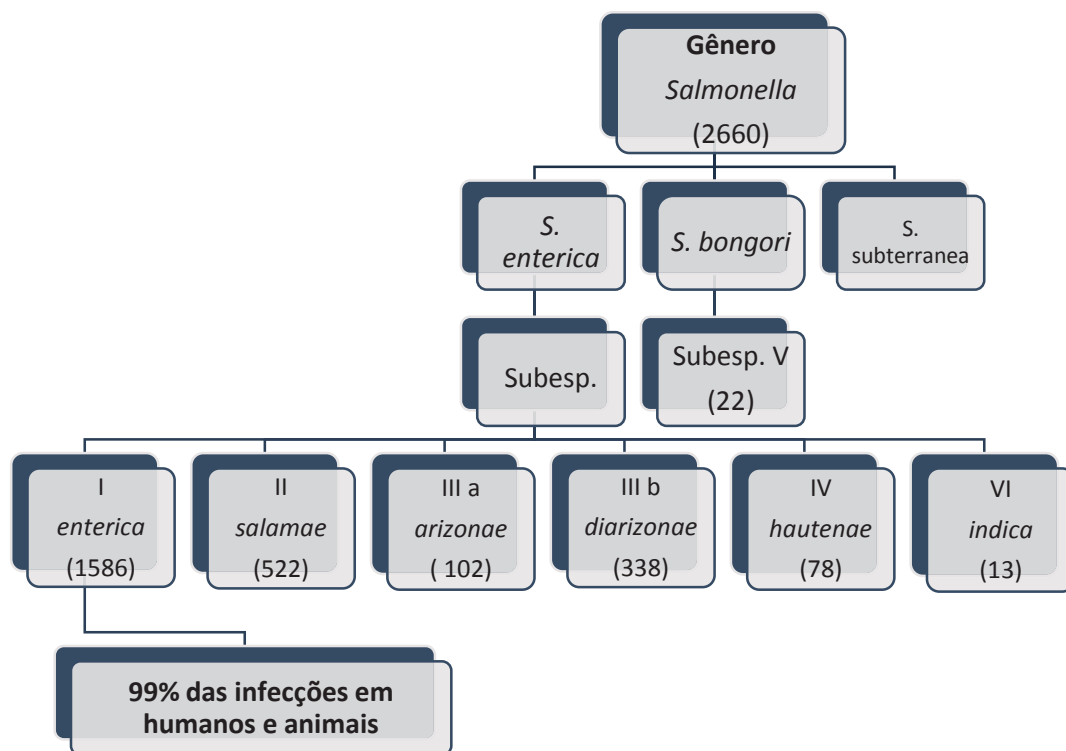 Gênero
Salmonella
(2660)
S.
enterica
S. bongori
S.
subterranea
Subesp.
Subesp. V
(22)
I
enterica
(1586)
II
salamae
(522)
III a
arizonae
( 102)
III b
diarizonae
(338)
IV
hautenae
(78)
VI
indica
(13)
99% das infecções em
humanos e animais